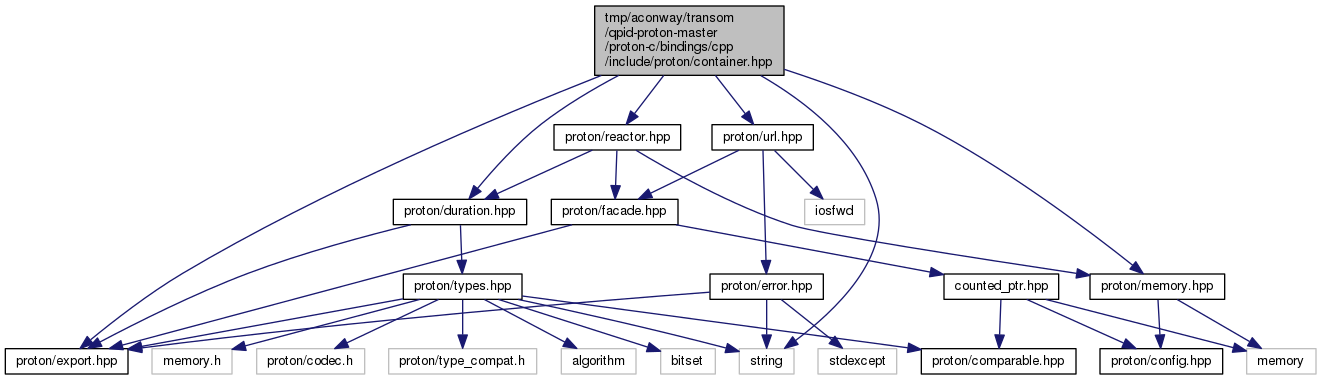 tmp/aconway/transom
/qpid-proton-master
/proton-c/bindings/cpp
/include/proton/container.hpp
proton/reactor.hpp
proton/url.hpp
proton/duration.hpp
proton/facade.hpp
iosfwd
proton/types.hpp
proton/error.hpp
counted_ptr.hpp
proton/memory.hpp
proton/export.hpp
memory.h
proton/codec.h
proton/type_compat.h
algorithm
bitset
string
stdexcept
proton/comparable.hpp
proton/config.hpp
memory